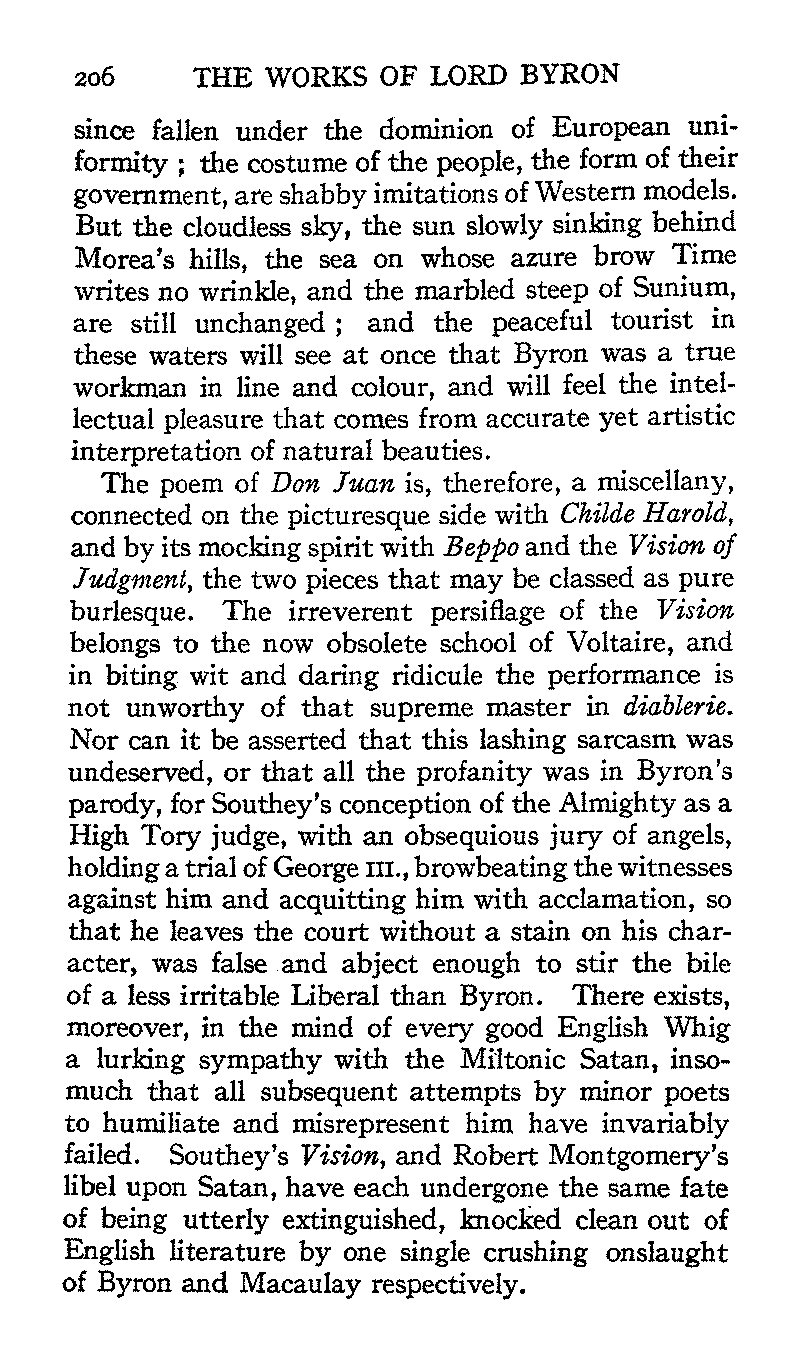 206 THE WORKS OF LORD BYRON
since fallen under the dominion of European uni-
formity ; the costume of the people, the form of their
government, are shabby imitations of Western models.
But the cloudless sky, the sun slowly sinking behind
Morea's hills, the sea on whose azure brow Time
writes no wrinkle, and the marbled steep of Sunium,
are still unchanged ; and the peaceful tourist in
these waters will see at once that Byron was a true
workman in line and colour, and will feel the intel-
lectual pleasure that comes from accurate yet artistic
interpretation of natural beauties.
The poem of Don Juan is, therefore, a miscellany,
connected on the picturesque side with Childe Harold,
and by its mocking spirit with Beppo and the Vision of
Judgment, the two pieces that may be classed as pure
burlesque. The irreverent persiflage of the Vision
belongs to the now obsolete school of Voltaire, and
in biting wit and daring ridicule the performance is
not unworthy of that supreme master in diablerie.
Nor can it be asserted that this lashing sarcasm was
undeserved, or that all the profanity was in Byron's
parody, for Southey's conception of the Almighty as a
High Tory judge, with an obsequious jury of angels,
holding a trial of George III., browbeating the witnesses
against him and acquitting him with acclamation, so
that he leaves the court without a stain on his char-
acter, was false and abject enough to stir the bile
of a less irritable Liberal than Byron. There exists,
moreover, in the mind of every good English Whig
a lurking sympathy with the Miltonic Satan, inso-
much that all subsequent attempts by minor poets
to humiliate and misrepresent him have invariably
failed. Southey's Vision, and Robert Montgomery's
libel upon Satan, have each undergone the same fate
of being utterly extinguished, knocked clean out of
English literature by one single crushing onslaught
of Byron and Macaulay respectively.